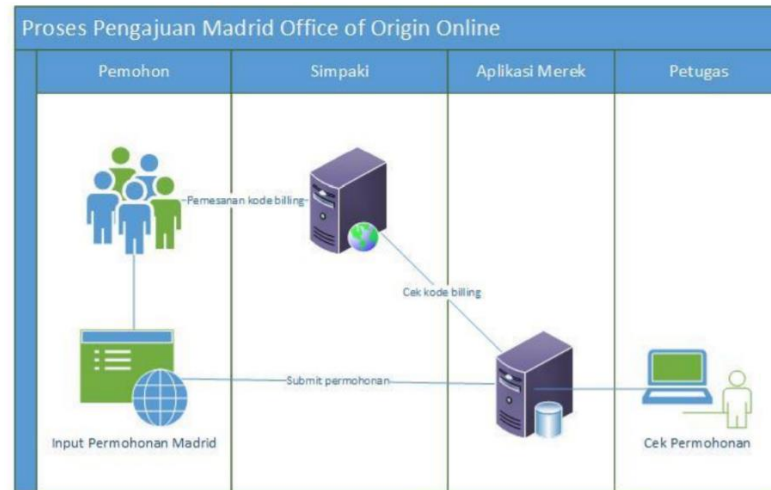 Proses Pengajuan Madrid Office of Origin Online
Pemohon
Simpaki
Aplikasi Merek
Petugas
Pemesanan kode billing
Cek kode billing
Submit permohonan
Input Permohonan Madrid
Cek Permohonan